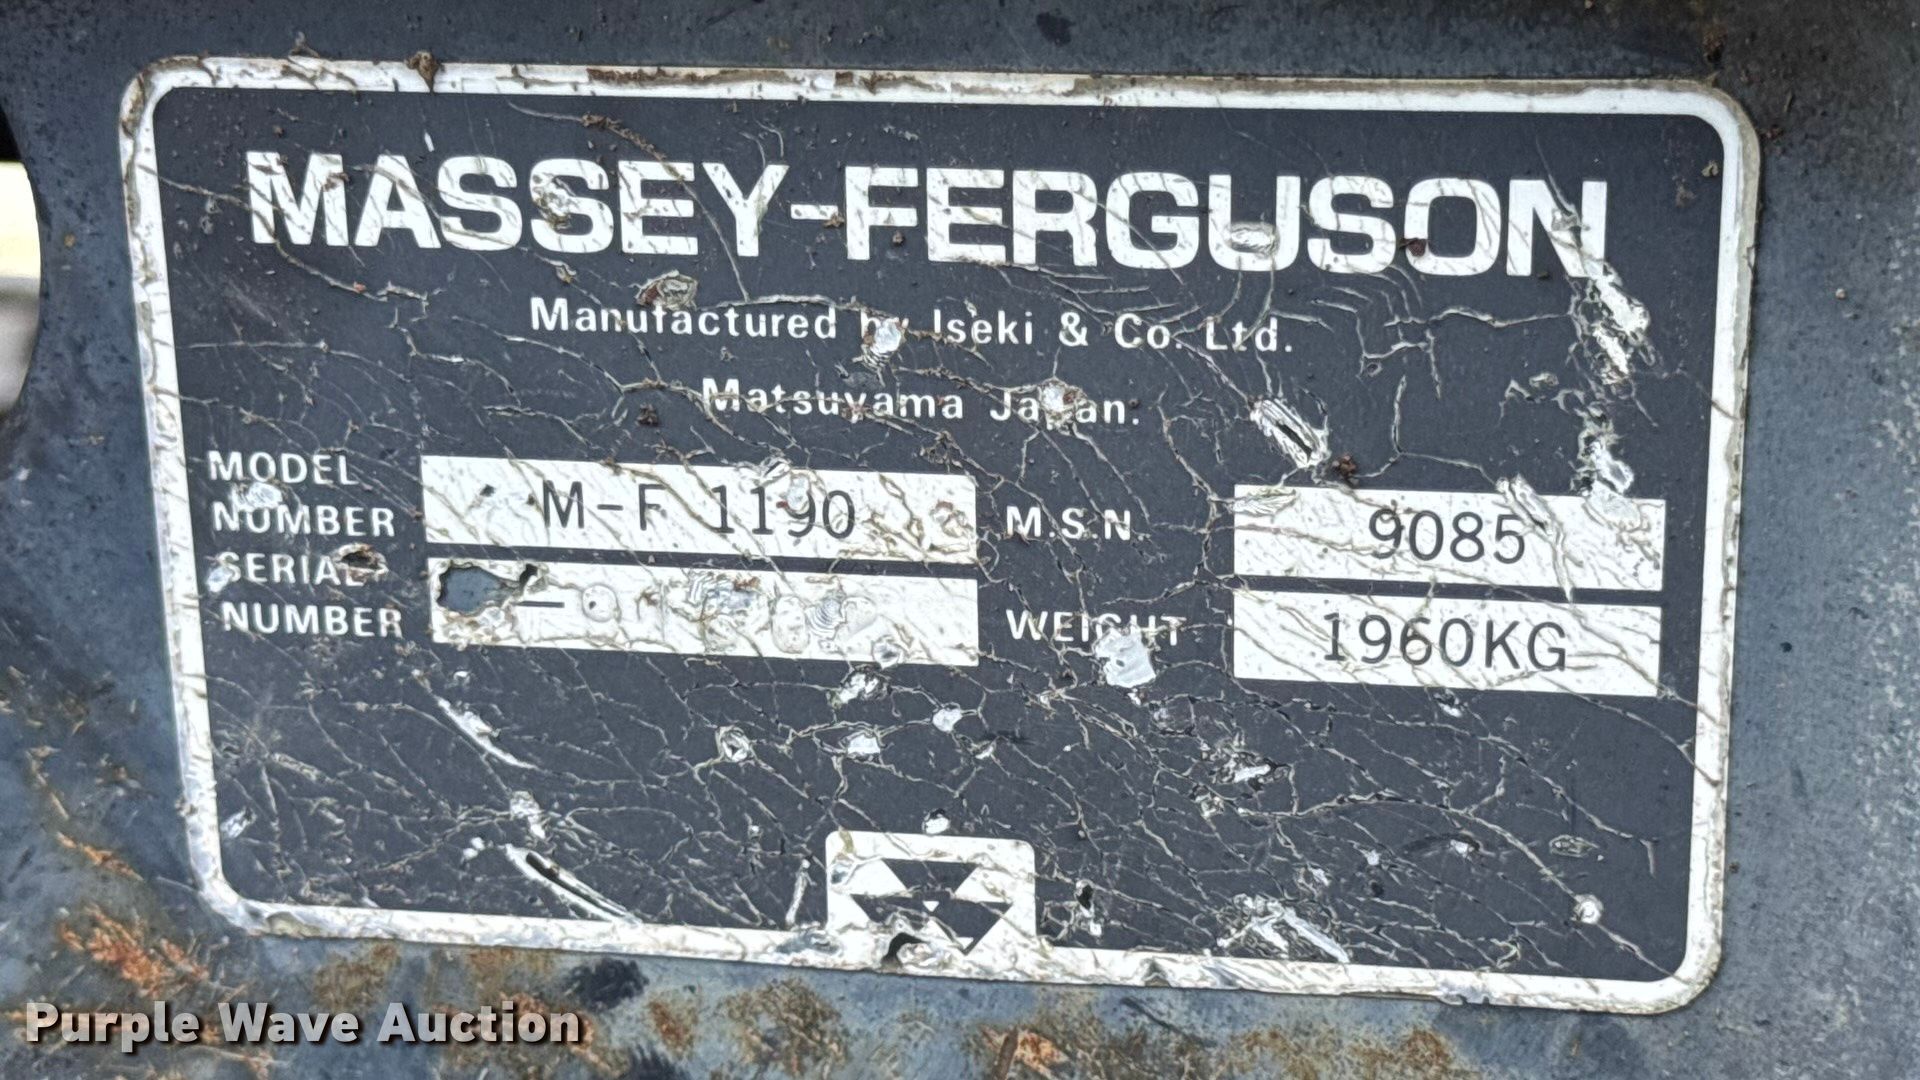 MASSEY-FERGUSON
Manufactured by Iseki & Co. Ltd.
Matsuyama Japan.
MODEL
NUMBER
M-F 1190
M.S.N.
9085
SERIAL
NUMBER
WEIGHT
1960KG
Purple Wave Auction